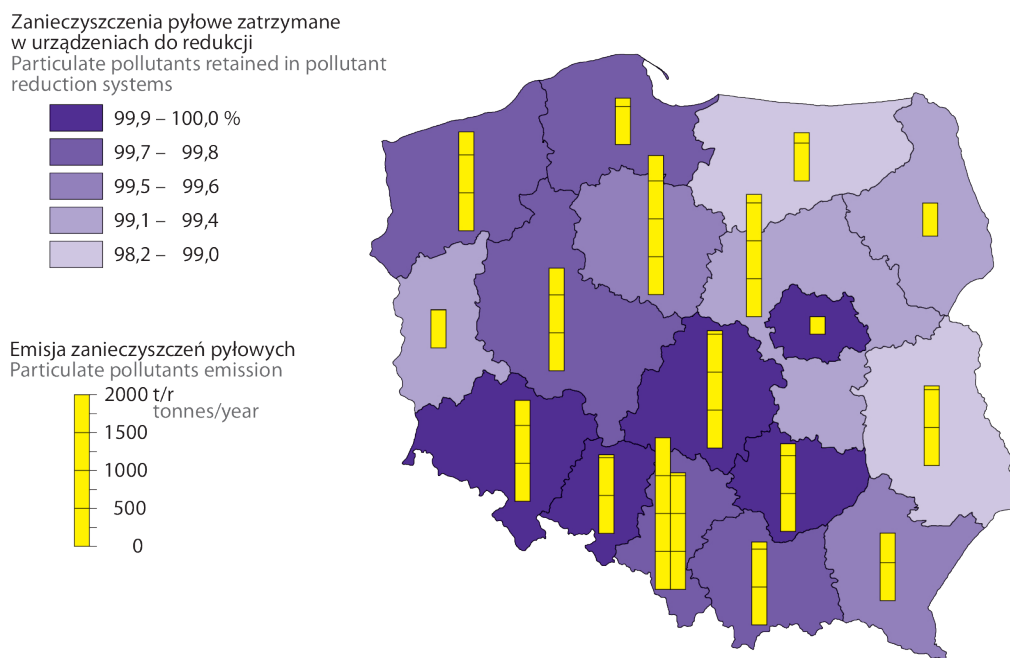 Zanieczyszczenia pyłowe zatrzymane
w urządzeniach do redukcji
Particulate pollutants retained in pollutant
reduction systems
99,9 – 100,0 %
99,7 – 99,8
99,5 – 99,6
99,1 – 99,4
98,2 – 99,0
Emisja zanieczyszczeń pyłowych
Particulate pollutants emission
2000 t/r
tonnes/year
1500
1000
500
0